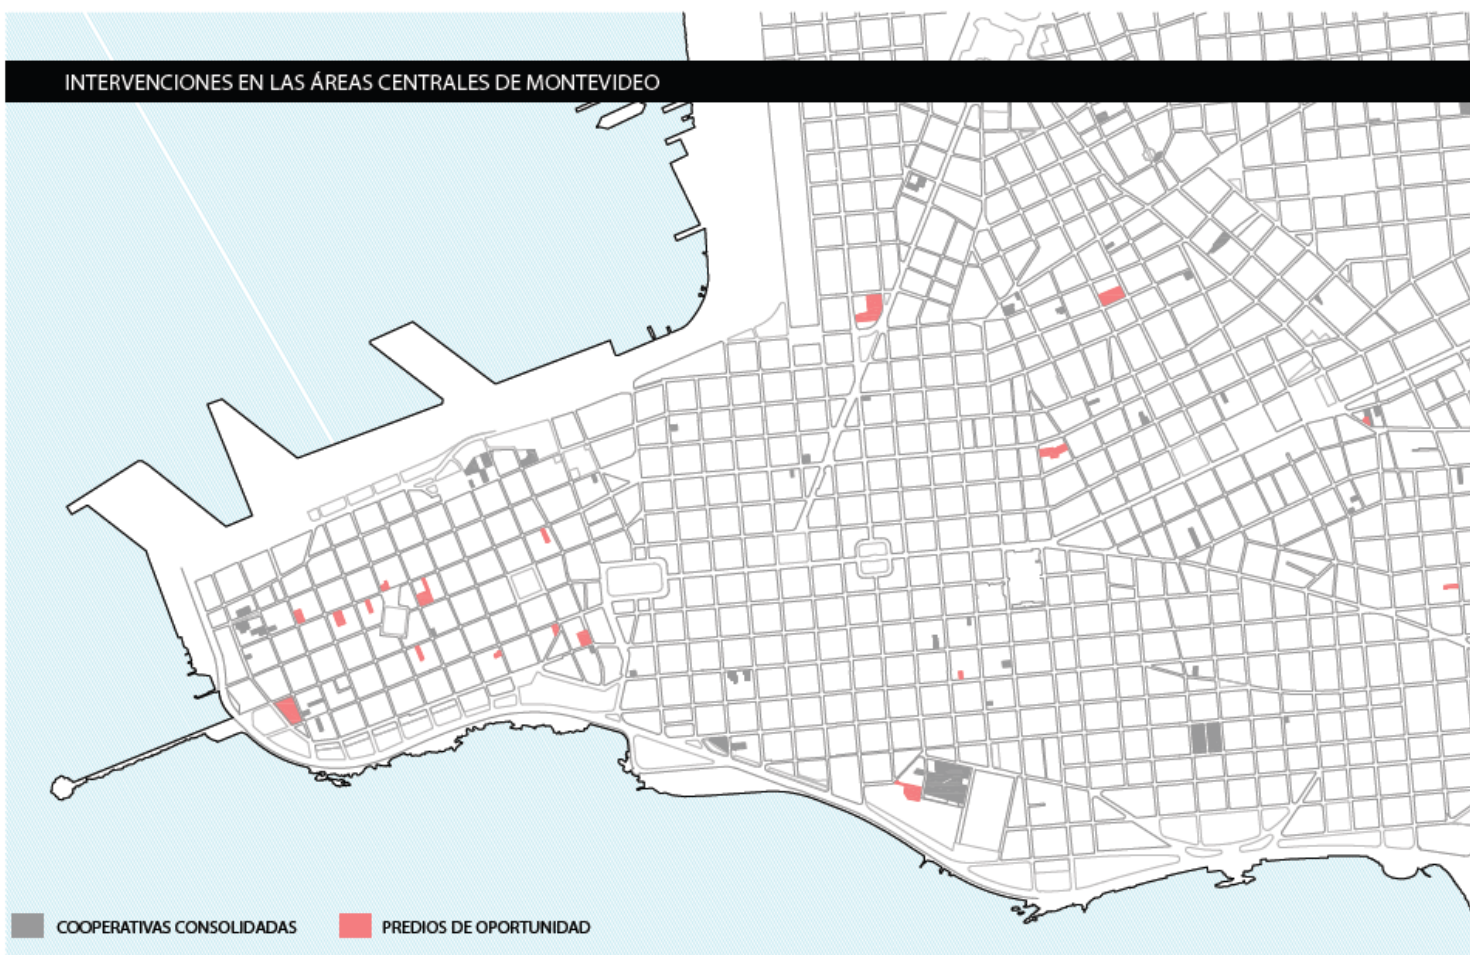 INTERVENCIONES EN LAS ÁREAS CENTRALES DE MONTEVIDEO
COOPERATIVAS CONSOLIDADAS
PREDIOS DE OPORTUNIDAD